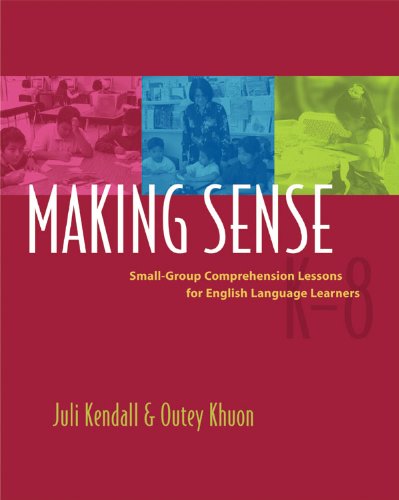 MAKING SENSE
Small-Group Comprehension Lessons
for English Language Learners
K–8
Juli Kendall & Outey Khuon